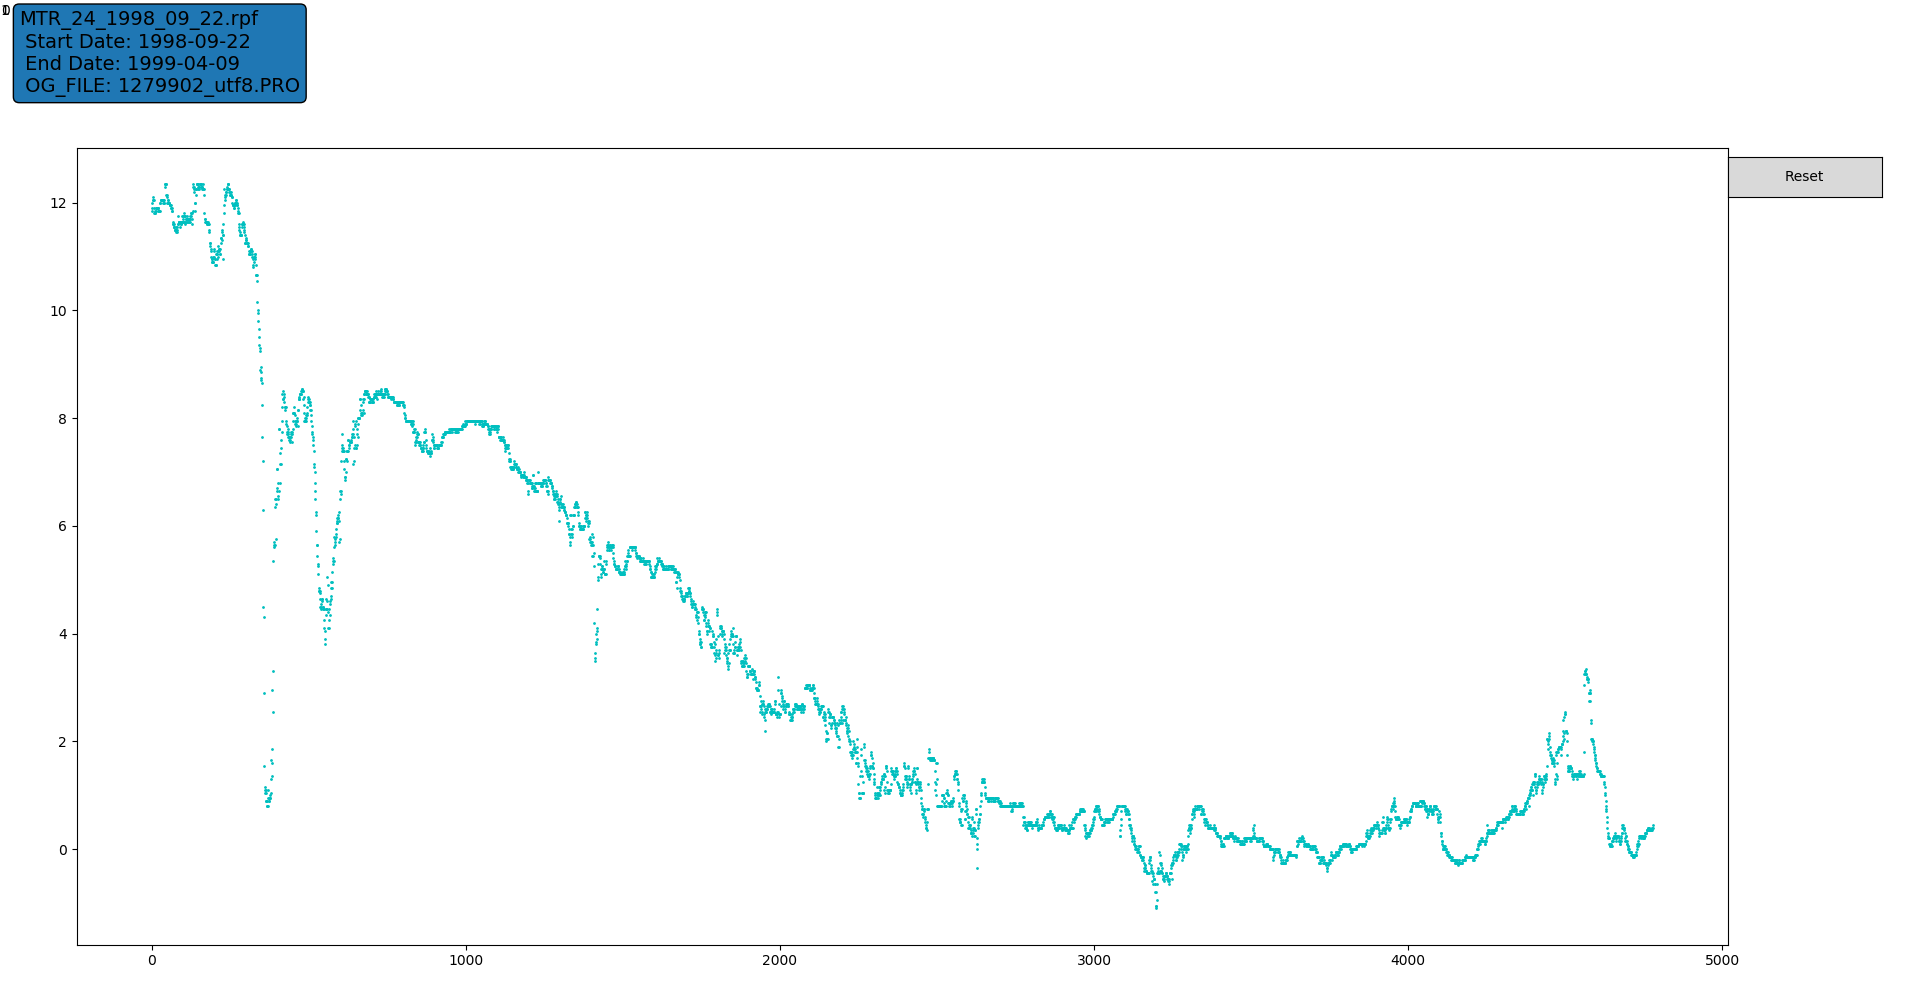 MTR_24_1998_09_22.rpf
Start Date: 1998-09-22
End Date: 1999-04-09
OG_FILE: 1279902_utf8.PRO
Reset
12
10
8
6
4
2
0
0 1000 2000 3000 4000 5000